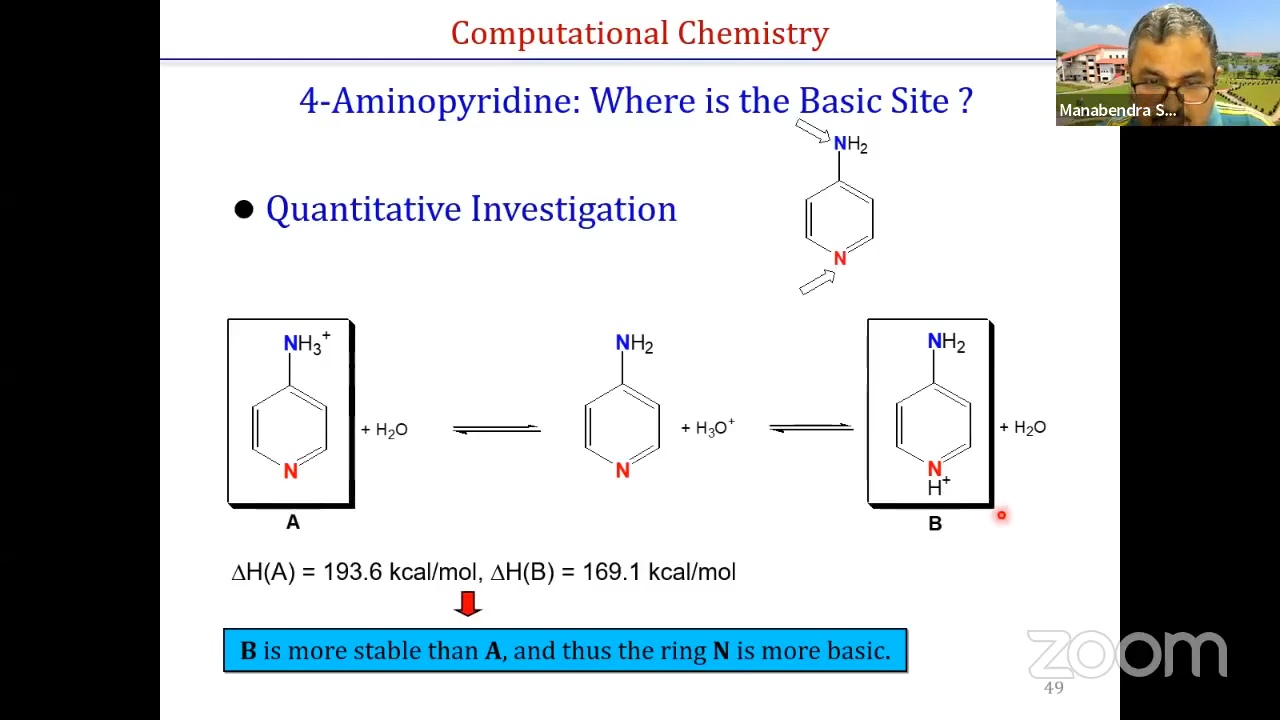 Computational Chemistry
4-Aminopyridine: Where is the Basic Site ?
Manabendra S...
NH2
● Quantitative Investigation
N
NH3+
NH2
NH2
+ H2O
+ H3O+
+ H2O
N
N
N
H+
A
B
ΔH(A) = 193.6 kcal/mol, ΔH(B) = 169.1 kcal/mol
B is more stable than A, and thus the ring N is more basic.
zoom
49